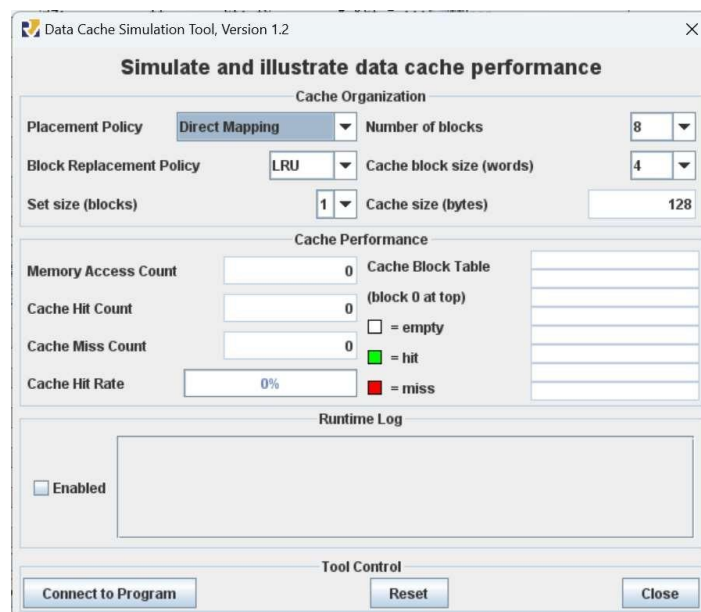 Data Cache Simulation Tool, Version 1.2
Simulate and illustrate data cache performance
Cache Organization
Placement Policy Direct Mapping Number of blocks 8
Block Replacement Policy LRU Cache block size (words) 4
Set size (blocks) 1 Cache size (bytes) 128
Cache Performance
Memory Access Count 0 Cache Block Table
(block 0 at top)
Cache Hit Count 0
= empty
Cache Miss Count 0
= hit
Cache Hit Rate 0%
= miss
Runtime Log
Enabled
Tool Control
Connect to Program Reset Close